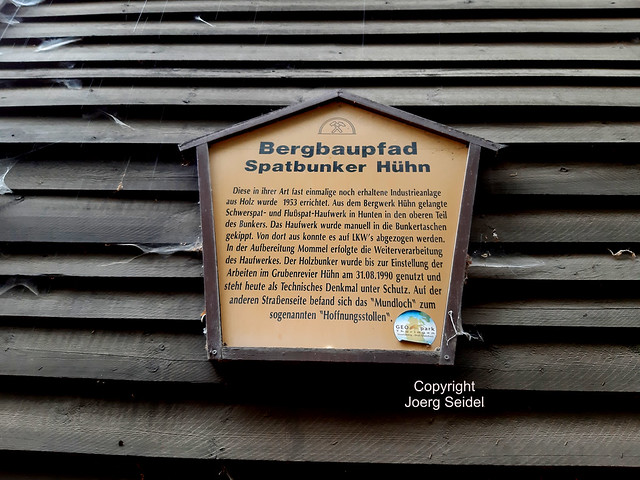 Bergbaupfad
Spatbunker Hühn
Diese in ihrer Art fast einmalige noch erhaltene Industrieanlage
aus Holz wurde 1953 errichtet. Aus dem Bergwerk Hühn gelangte
Schwerspat- und Flußspat-Haufwerk in Hunten in den oberen Teil
des Bunkers. Das Haufwerk wurde manuell in die Bunkertaschen
gekippt. Von dort aus konnte es auf LKW's abgezogen werden.
In der Aufbereitung Mommel erfolgte die Weiterverarbeitung
des Haufwerkes. Der Holzbunker wurde bis zur Einstellung der
Arbeiten im Grubenrevier Hühn am 31.08.1990 genutzt und
steht heute als Technisches Denkmal unter Schutz. Auf der
anderen Straßenseite befand sich das "Mundloch" zum
sogenannten "Hoffnungsstollen".
GEO park
Copyright
Joerg Seidel